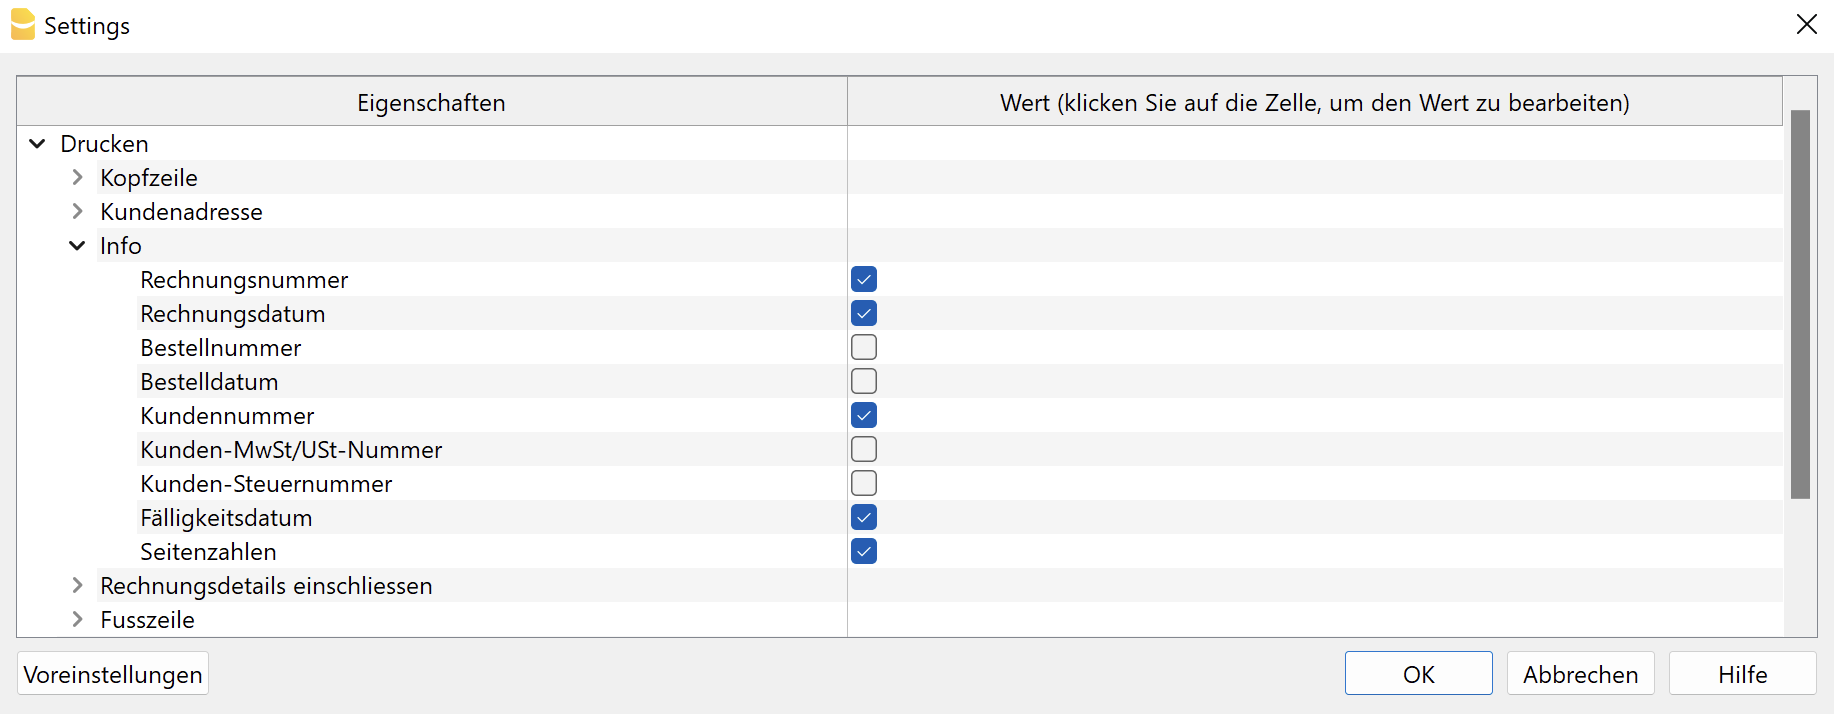 Settings
Eigenschaften
Wert (klicken Sie auf die Zelle, um den Wert zu bearbeiten)
Drucken
Kopfzeile
Kundenadresse
Info
Rechnungsnummer
Rechnungsdatum
Bestellnummer
Bestelldatum
Kundennummer
Kunden-MwSt/USt-Nummer
Kunden-Steuernummer
Fälligkeitsdatum
Seitenzahlen
Rechnungsdetails einschliessen
Fusszeile
Voreinstellungen
OK
Abbrechen
Hilfe